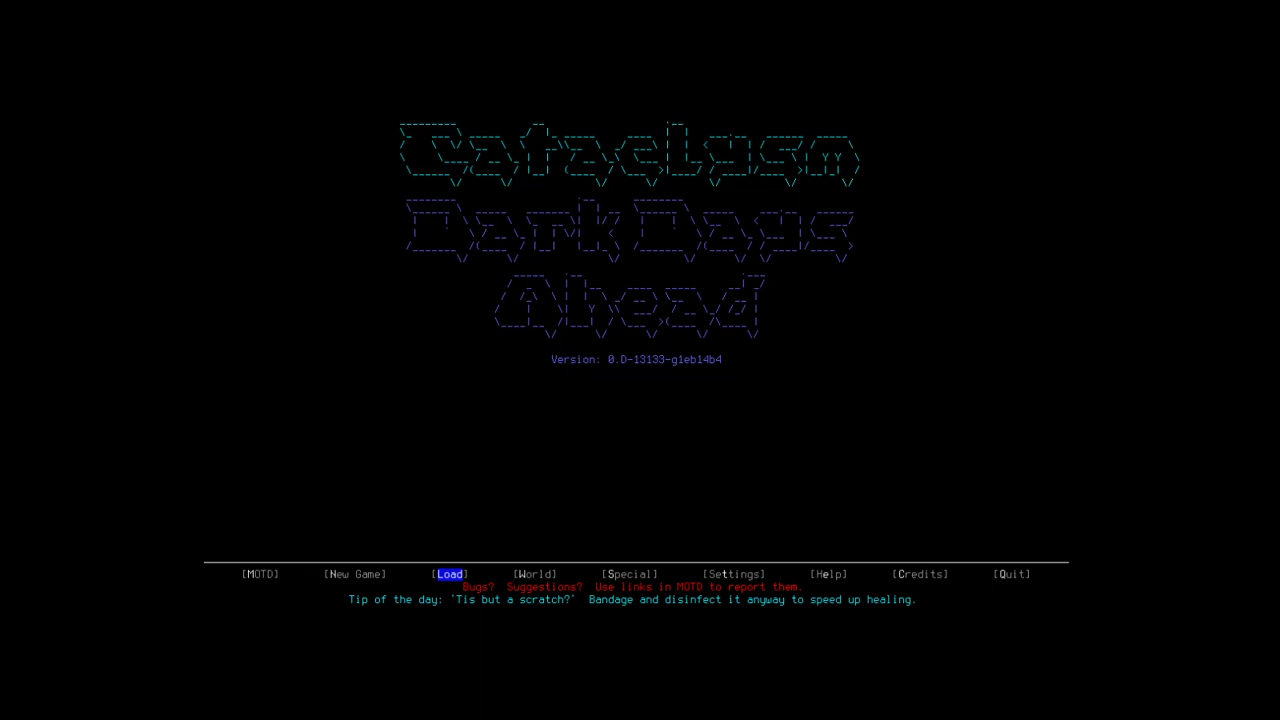 Cataclysm
Dark Days
Ahead
Version: 0.D-13133-g1eb14b4
[MOTD] [New Game] [Load] [World] [Special] [Settings] [Help] [Credits] [Quit]
Bugs? Suggestions? Use links in MOTD to report them.
Tip of the day: 'Tis but a scratch?' Bandage and disinfect it anyway to speed up healing.